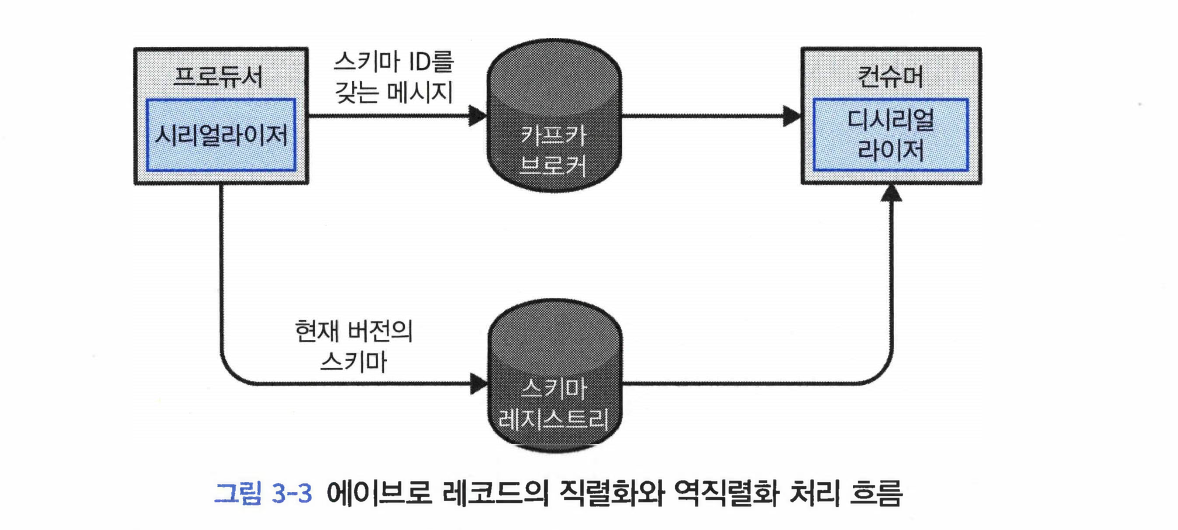 프로듀서
시리얼라이저
스키마 ID를
갖는 메시지
카프카
브로커
컨슈머
디시리얼
라이저
현재 버전의
스키마
스키마
레지스트리
그림 3-3 에이브로 레코드의 직렬화와 역직렬화 처리 흐름